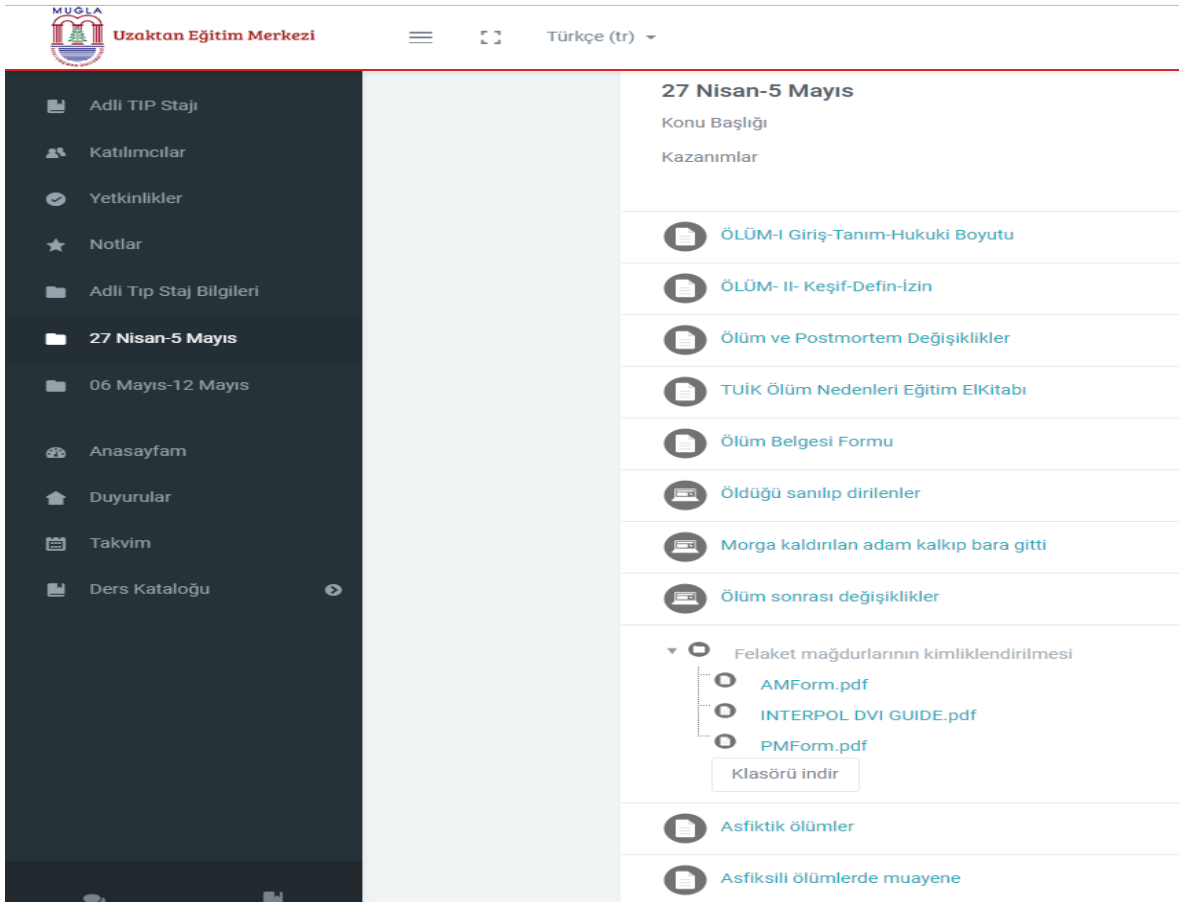 MUĞLA
Uzaktan Eğitim Merkezi
Türkçe (tr)
Adli TIP Stajı
Katılımcılar
Yetkinlikler
Notlar
Adli Tıp Staj Bilgileri
27 Nisan-5 Mayıs
06 Mayıs-12 Mayıs
Anasayfam
Duyurular
Takvim
Ders Kataloğu
27 Nisan-5 Mayıs
Konu Başlığı
Kazanımlar
ÖLÜM-I Giriş-Tanım-Hukuki Boyutu
ÖLÜM- II- Keşif-Defin-İzin
Ölüm ve Postmortem Değişiklikler
TUİK Ölüm Nedenleri Eğitim ElKitabı
Ölüm Belgesi Formu
Öldüğü sanılıp dirilenler
Morga kaldırılan adam kalkıp bara gitti
Ölüm sonrası değişiklikler
Felaket mağdurlarının kimliklendirilmesi
AMForm.pdf
INTERPOL DVI GUIDE.pdf
PMForm.pdf
Klasörü indir
Asfiktik ölümler
Asfiksili ölümlerde muayene